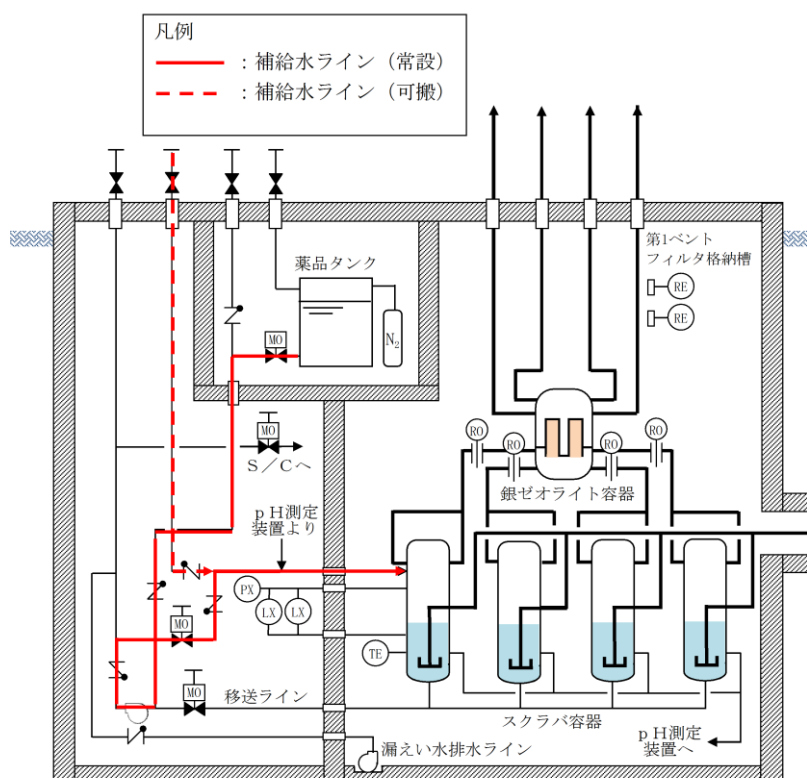 凡例
：補給水ライン（常設）
：補給水ライン（可搬）
第1ベント
フィルタ格納槽
RE
RE
薬品タンク
MO
N₂
MO
S／Cへ
RO
RO
RO
RO
銀ゼオライト容器
ｐＨ測定
装置より
PX
LX
LX
MO
TE
MO
移送ライン
スクラバ容器
漏えい水排水ライン
ｐＨ測定
装置へ